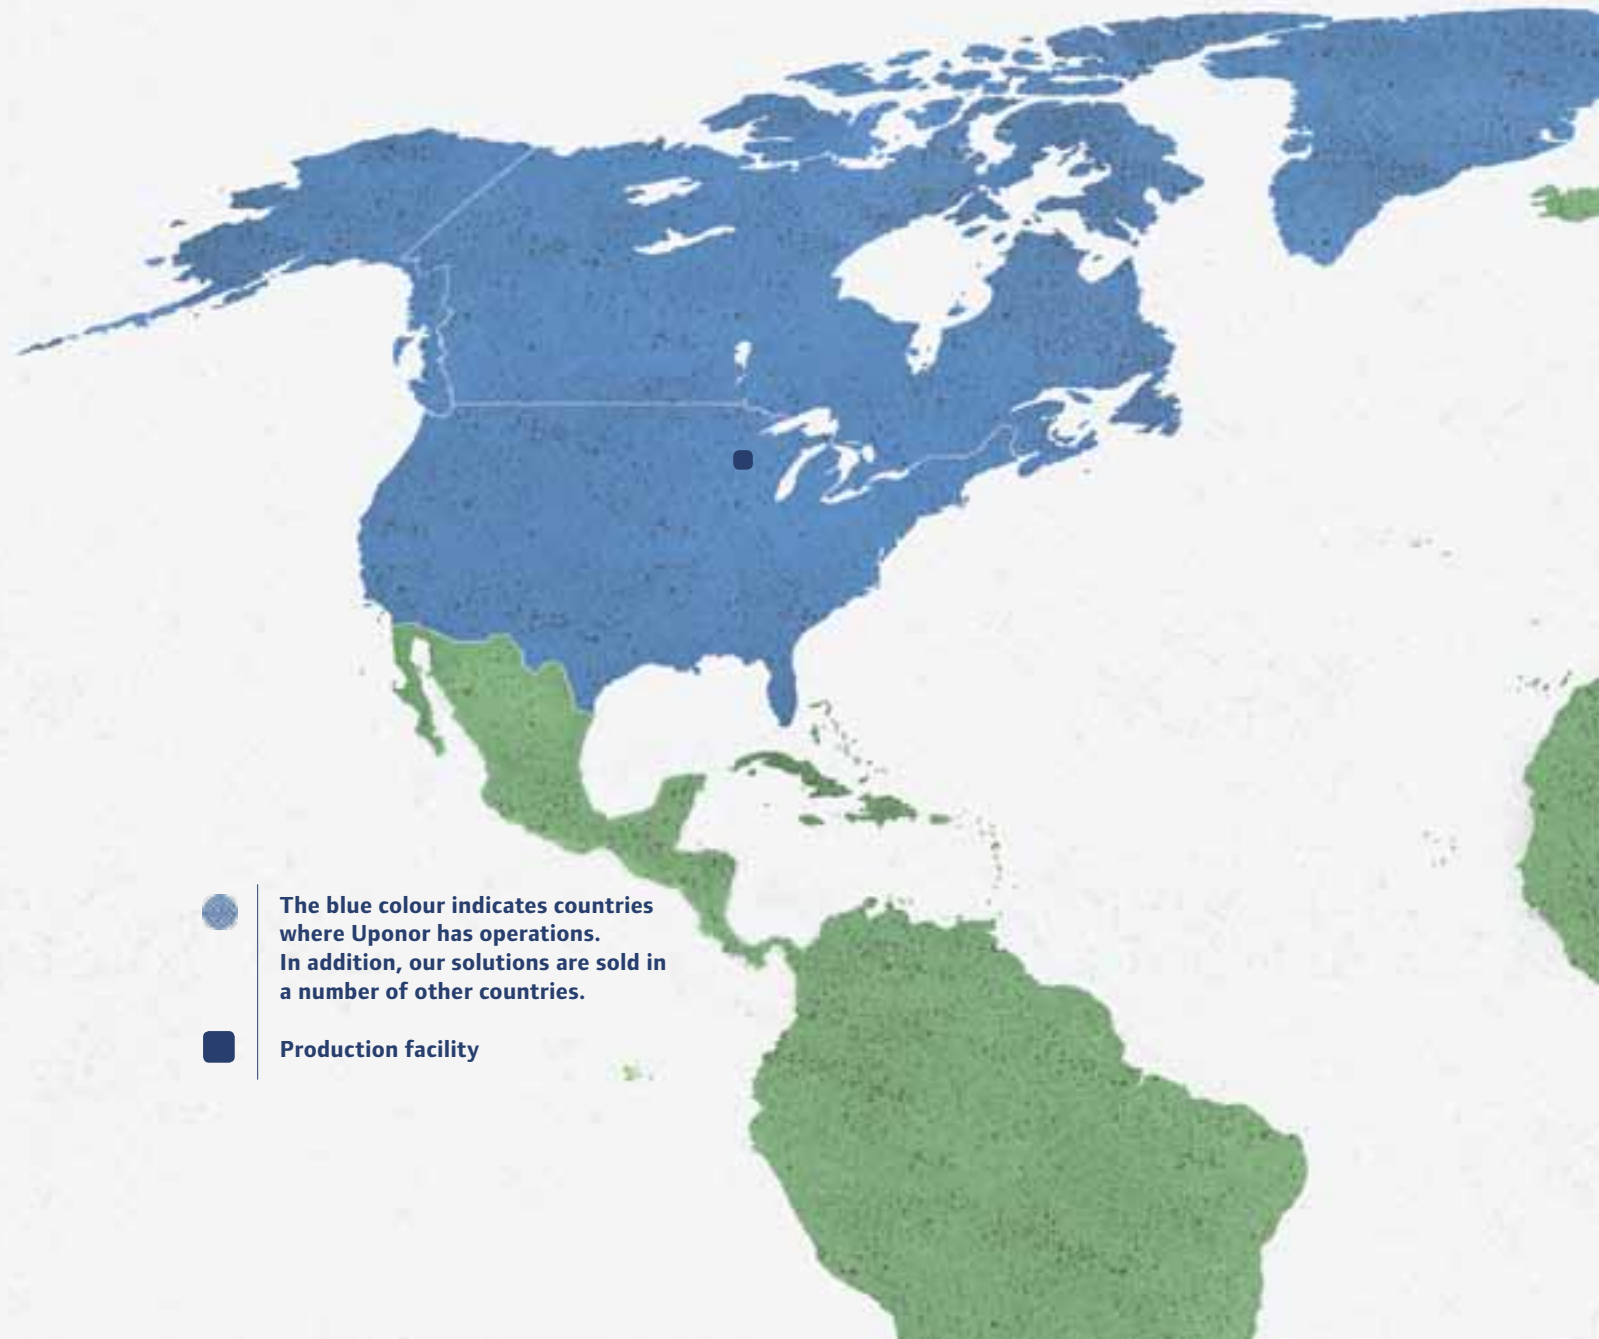 The blue colour indicates countries
where Uponor has operations.
In addition, our solutions are sold in
a number of other countries.
Production facility